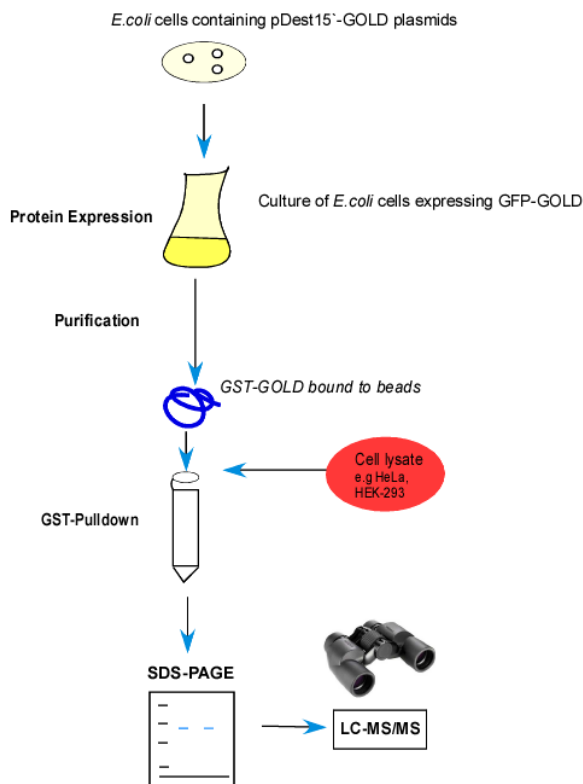 E.coli cells containing pDest15`-GOLD plasmids
Protein Expression
Culture of E.coli cells expressing GFP-GOLD
Purification
GST-GOLD bound to beads
Cell lysate
e.g HeLa,
HEK-293
GST-Pulldown
SDS-PAGE
LC-MS/MS